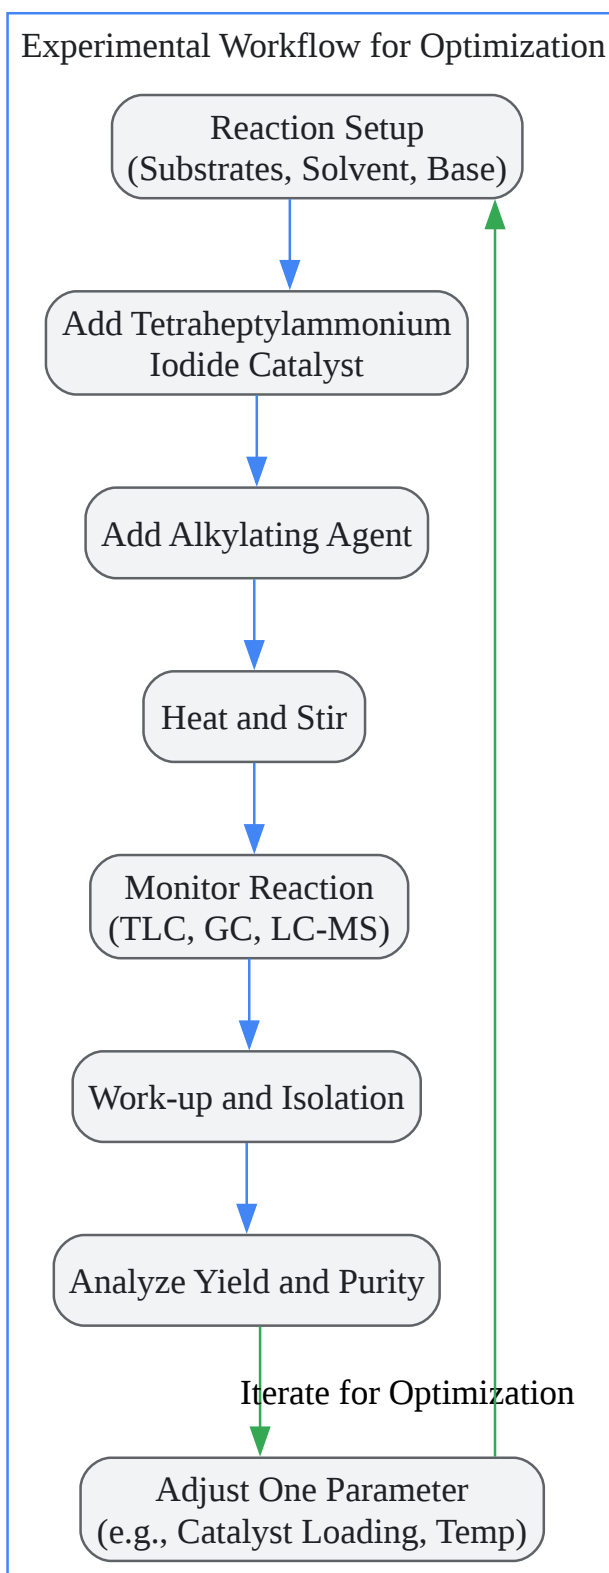 Experimental Workflow for Optimization
Reaction Setup
(Substrates, Solvent, Base)
Add Tetraheptylammonium
Iodide Catalyst
Add Alkylating Agent
Heat and Stir
Monitor Reaction
(TLC, GC, LC-MS)
Work-up and Isolation
Analyze Yield and Purity
Iterate for Optimization
Adjust One Parameter
(e.g., Catalyst Loading, Temp)